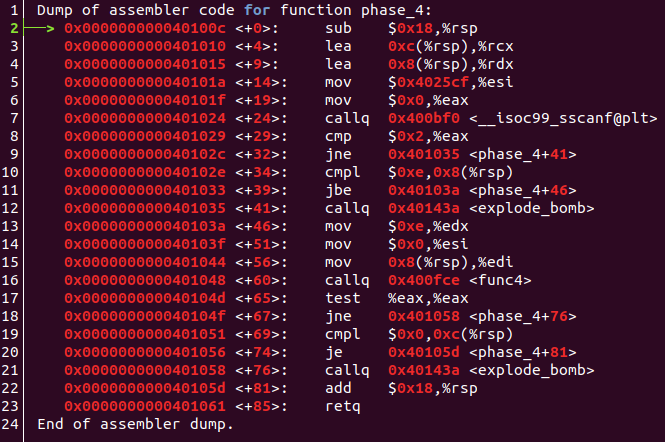 1 Dump of assembler code for function phase_4:
2 > 0x000000000040100c <+0>: sub $0x18,%rsp
3 0x0000000000401010 <+4>: lea 0xc(%rsp),%rcx
4 0x0000000000401015 <+9>: lea 0x8(%rsp),%rdx
5 0x000000000040101a <+14>: mov $0x4025cf,%esi
6 0x000000000040101f <+19>: mov $0x0,%eax
7 0x0000000000401024 <+24>: callq 0x400bf0 <__isoc99_sscanf@plt>
8 0x0000000000401029 <+29>: cmp $0x2,%eax
9 0x000000000040102c <+32>: jne 0x401035 <phase_4+41>
10 0x000000000040102e <+34>: cmpl $0xe,0x8(%rsp)
11 0x0000000000401033 <+39>: jbe 0x40103a <phase_4+46>
12 0x0000000000401035 <+41>: callq 0x40143a <explode_bomb>
13 0x000000000040103a <+46>: mov $0xe,%edx
14 0x000000000040103f <+51>: mov $0x0,%esi
15 0x0000000000401044 <+56>: mov 0x8(%rsp),%edi
16 0x0000000000401048 <+60>: callq 0x400fce <func4>
17 0x000000000040104d <+65>: test %eax,%eax
18 0x000000000040104f <+67>: jne 0x401058 <phase_4+76>
19 0x0000000000401051 <+69>: cmpl $0x0,0xc(%rsp)
20 0x0000000000401056 <+74>: je 0x40105d <phase_4+81>
21 0x0000000000401058 <+76>: callq 0x40143a <explode_bomb>
22 0x000000000040105d <+81>: add $0x18,%rsp
23 0x0000000000401061 <+85>: retq
24 End of assembler dump.